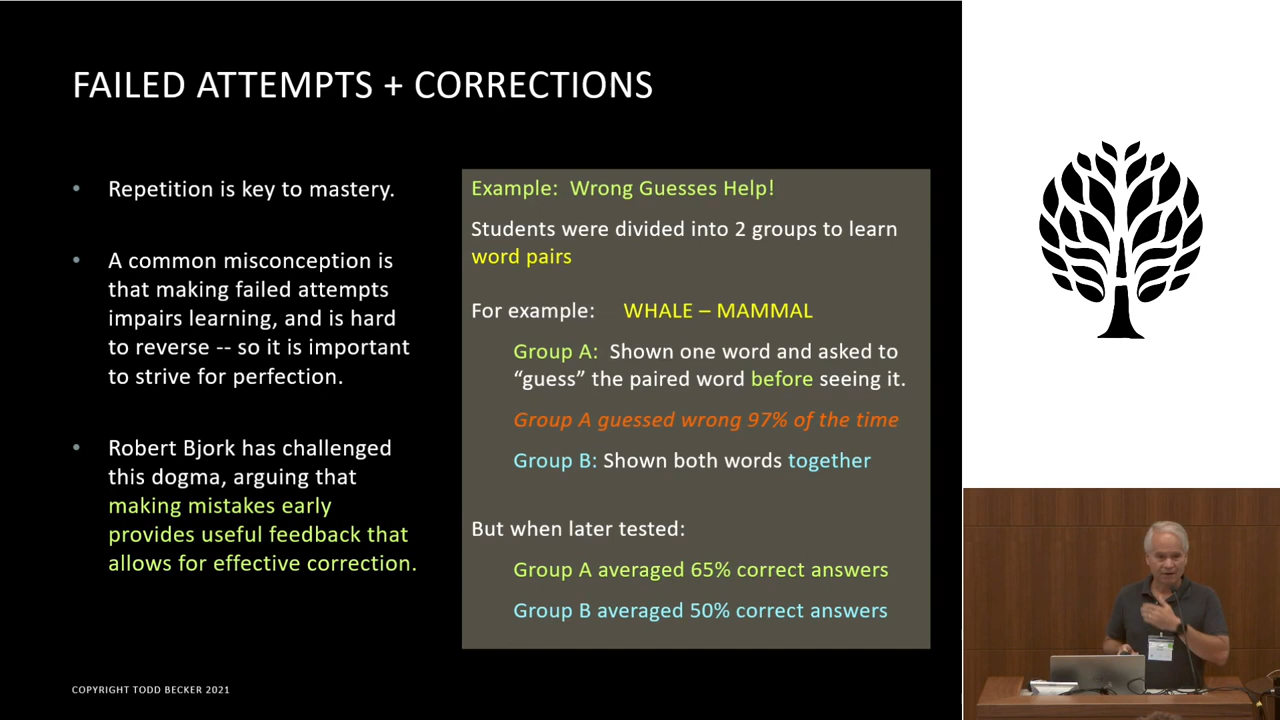 FAILED ATTEMPTS + CORRECTIONS
• Repetition is key to mastery.
• A common misconception is
that making failed attempts
impairs learning, and is hard
to reverse -- so it is important
to strive for perfection.
• Robert Bjork has challenged
this dogma, arguing that
making mistakes early
provides useful feedback that
allows for effective correction.
Example: Wrong Guesses Help!
Students were divided into 2 groups to learn
word pairs
For example: WHALE – MAMMAL
Group A: Shown one word and asked to
“guess” the paired word before seeing it.
Group A guessed wrong 97% of the time
Group B: Shown both words together
But when later tested:
Group A averaged 65% correct answers
Group B averaged 50% correct answers
COPYRIGHT TODD BECKER 2021